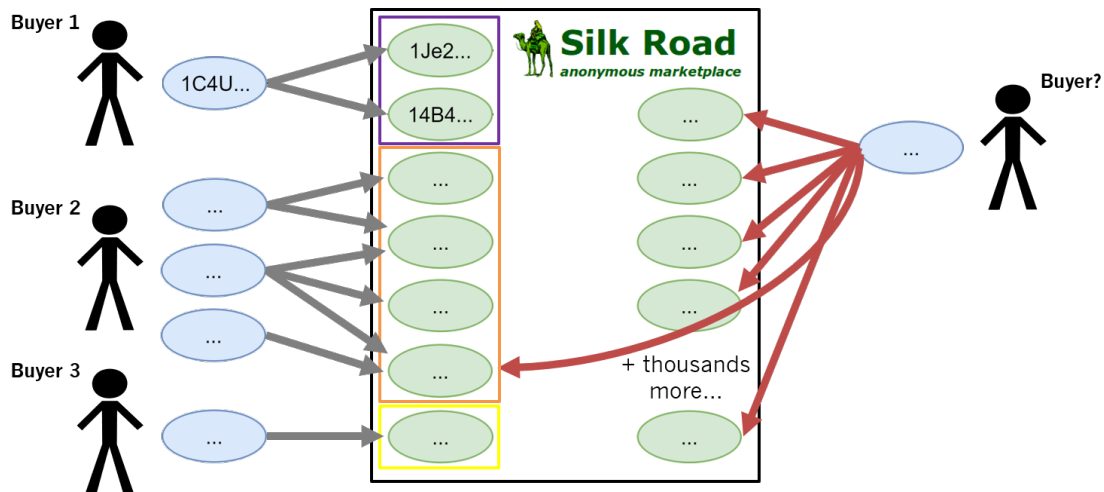 Buyer 1
1C4U...
1Je2...
14B4...
Silk Road
anonymous marketplace
Buyer?
...
...
Buyer 2
...
...
...
...
...
...
...
...
...
...
+ thousands
more...
Buyer 3
...
...
...